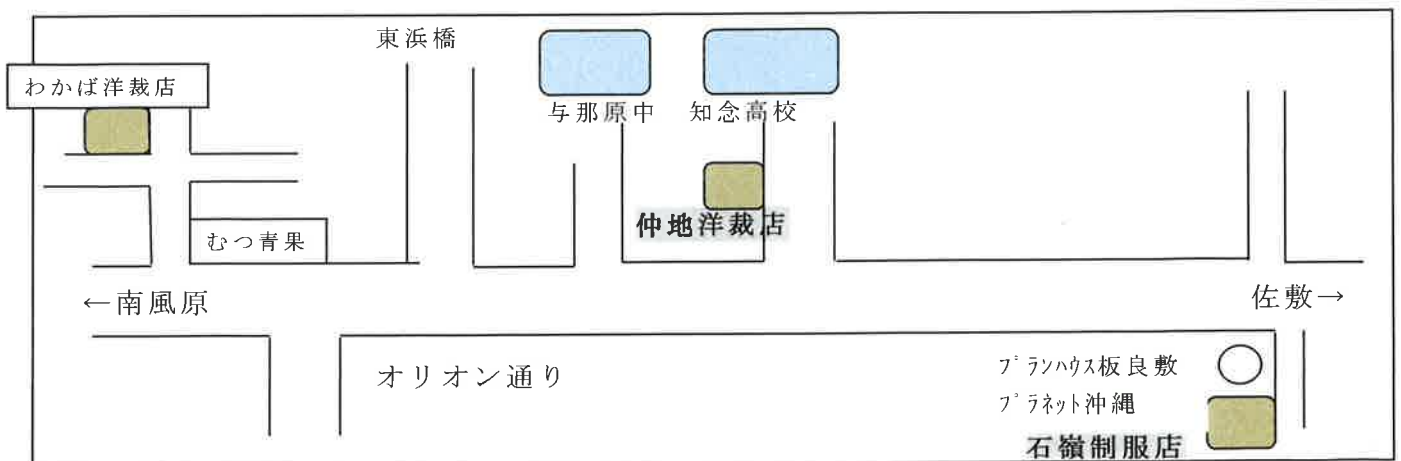 東浜橋
わかば洋裁店
与那原中
知念高校
仲地洋裁店
むつ青果
←南風原
佐敷→
オリオン通り
プランハウス板良敷
プラネット沖縄
石嶺制服店